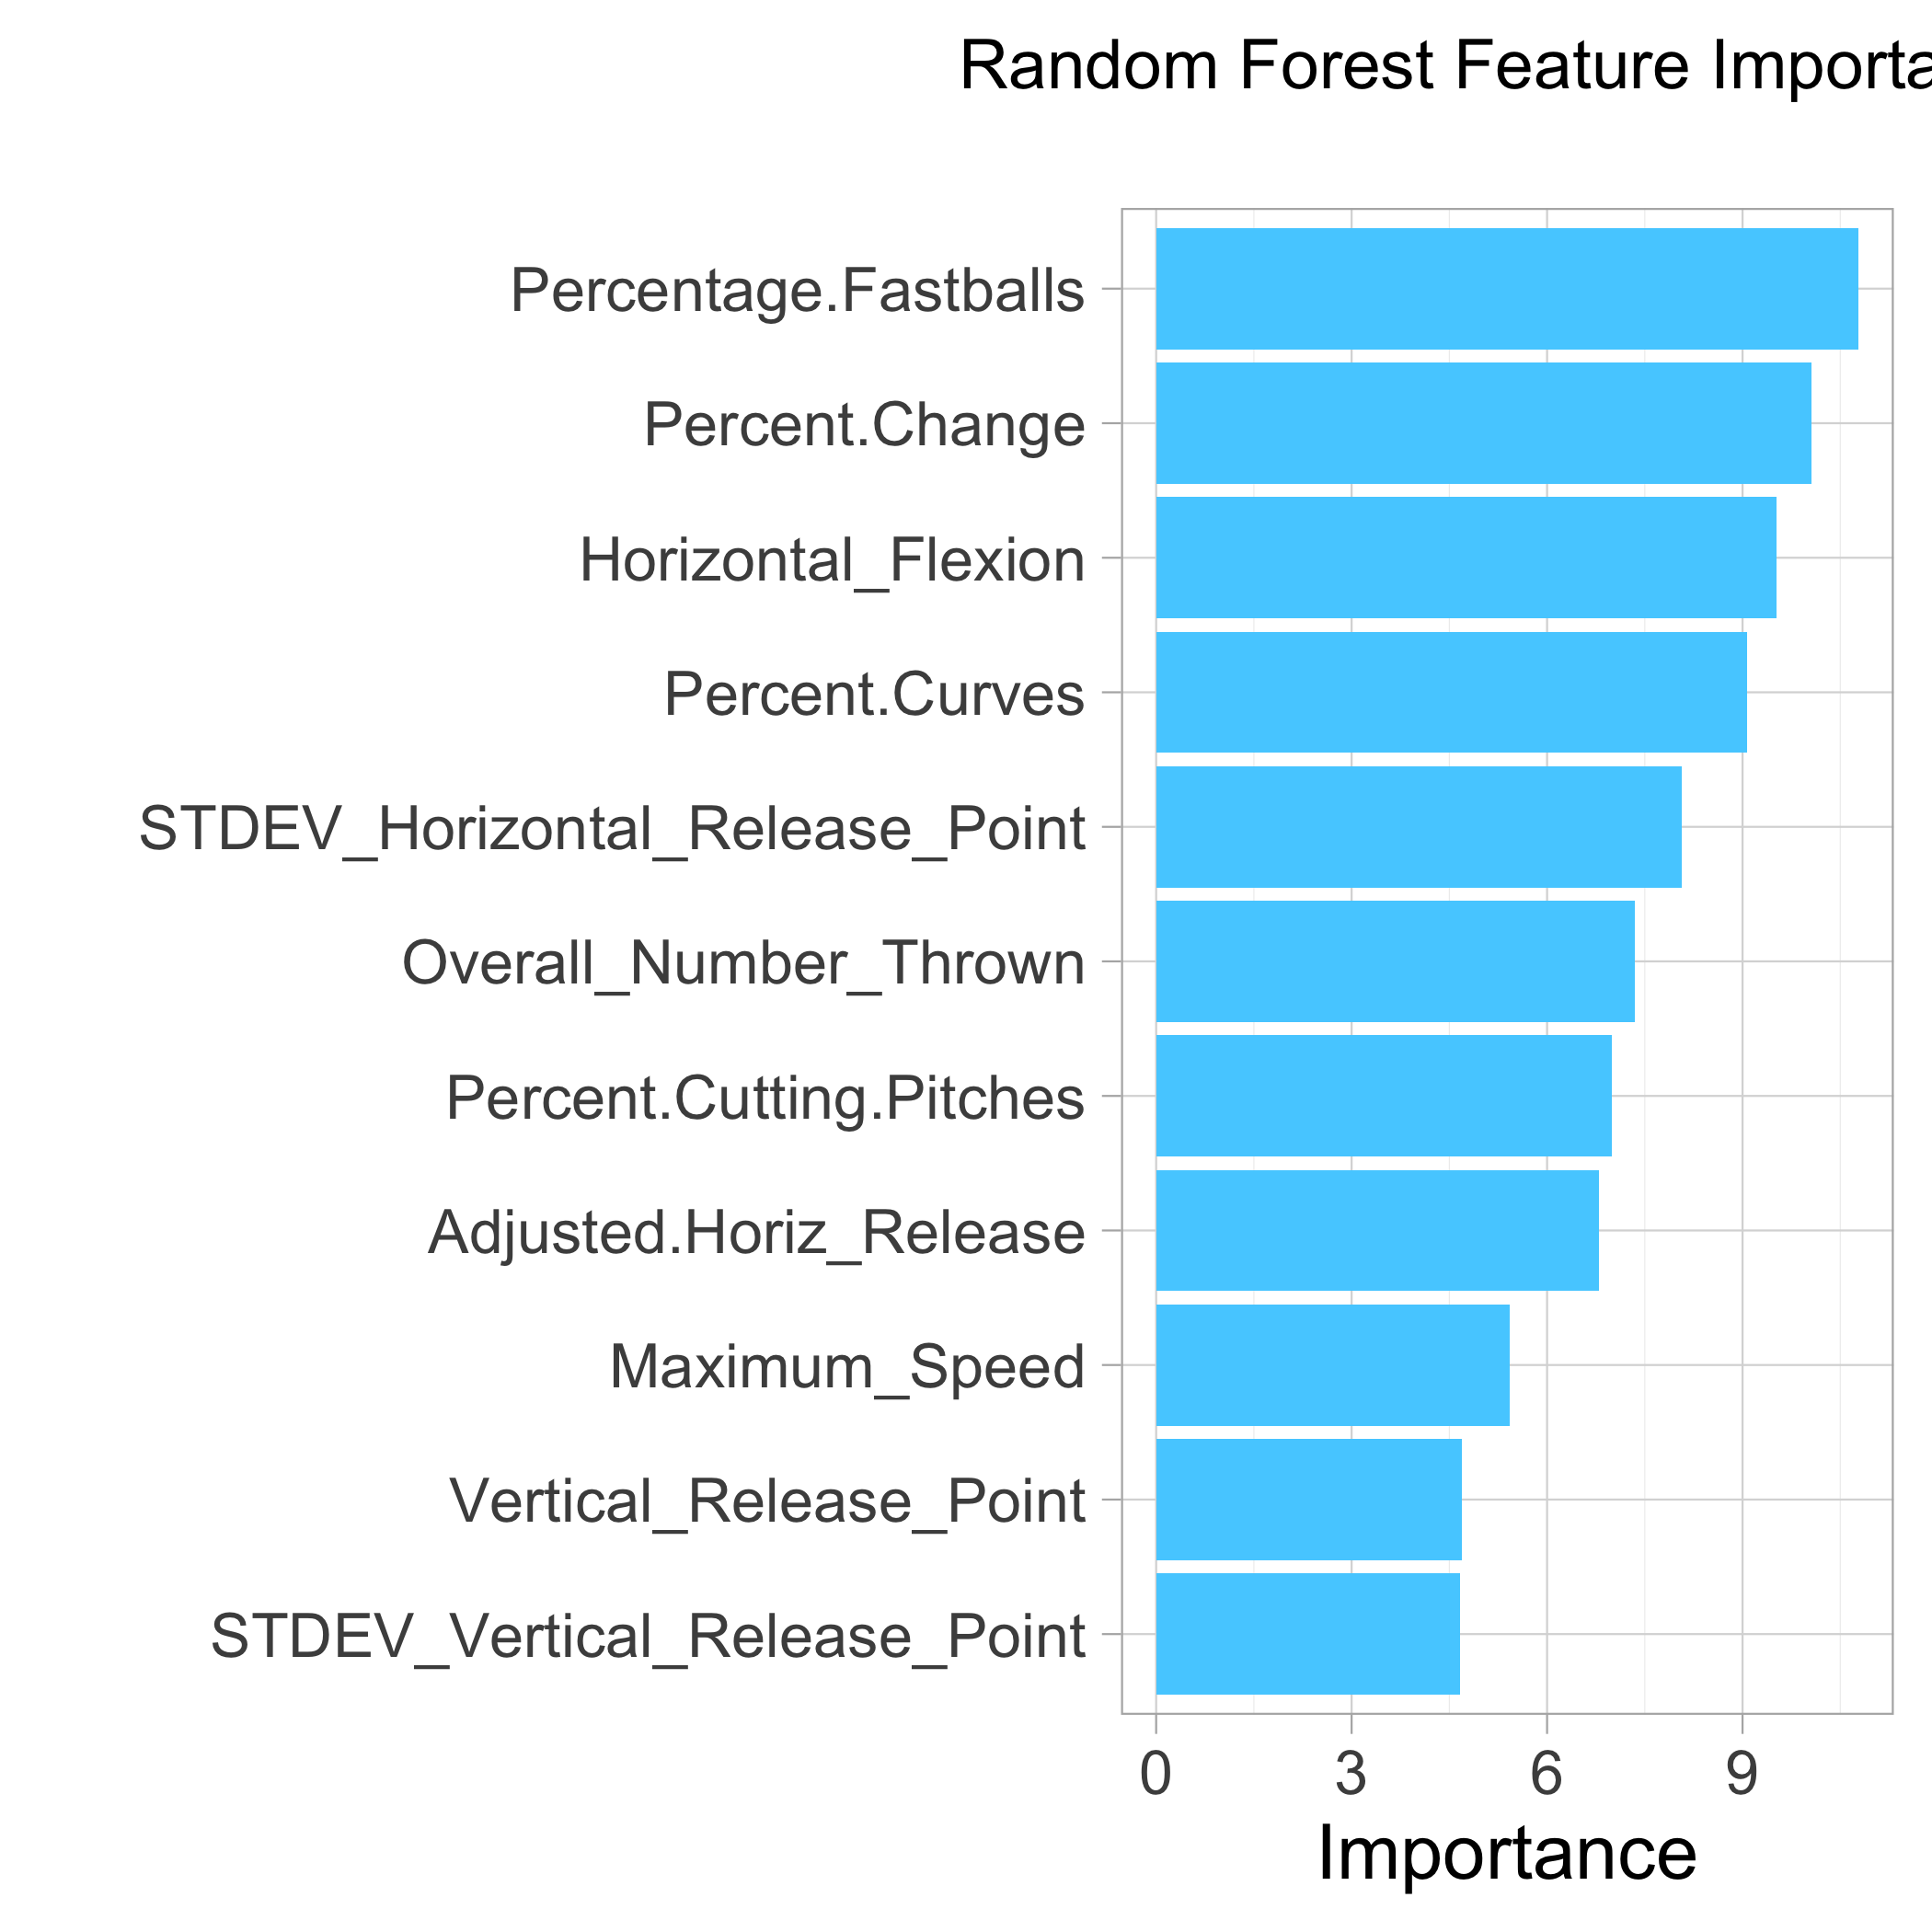 Random Forest Feature Importa
Percentage.Fastballs
Percent.Change
Horizontal_Flexion
Percent.Curves
STDEV_Horizontal_Release_Point
Overall_Number_Thrown
Percent.Cutting.Pitches
Adjusted.Horiz_Release
Maximum_Speed
Vertical_Release_Point
STDEV_Vertical_Release_Point
0 3 6 9
Importance